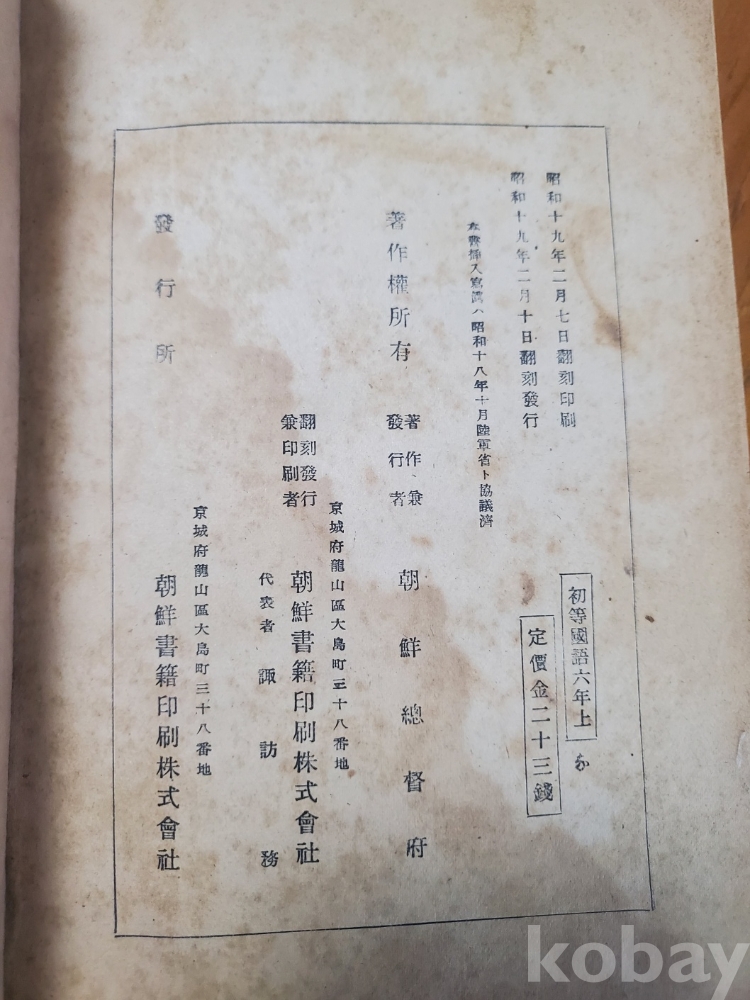 昭和十九年二月七日翻刻印刷
昭和十九年二月十日翻刻發行
本書揷入寫眞ハ昭和十八年十月陸軍省ト協議濟
初等國語六年上
定價金二十三錢
著作權所有
著作兼
發行者
朝鮮總督府
京城府龍山區大島町三十八番地
翻刻發行
兼印刷者
朝鮮書籍印刷株式會社
代表者 諏訪務
京城府龍山區大島町三十八番地
發行所
朝鮮書籍印刷株式會社
kobay